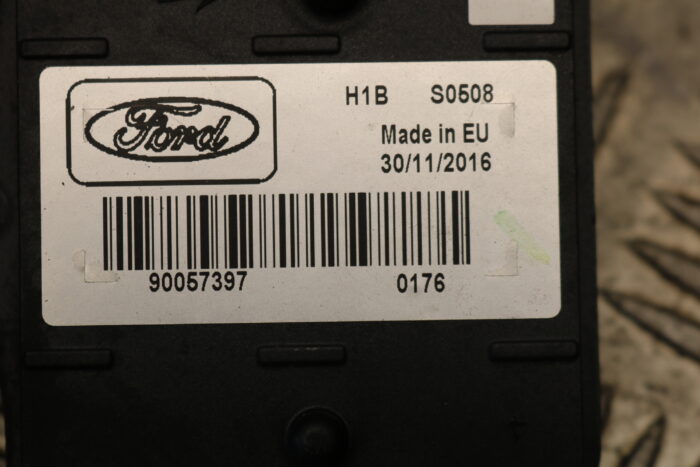 Ford
H1B S0508
Made in EU
30/11/2016
90057397 0176